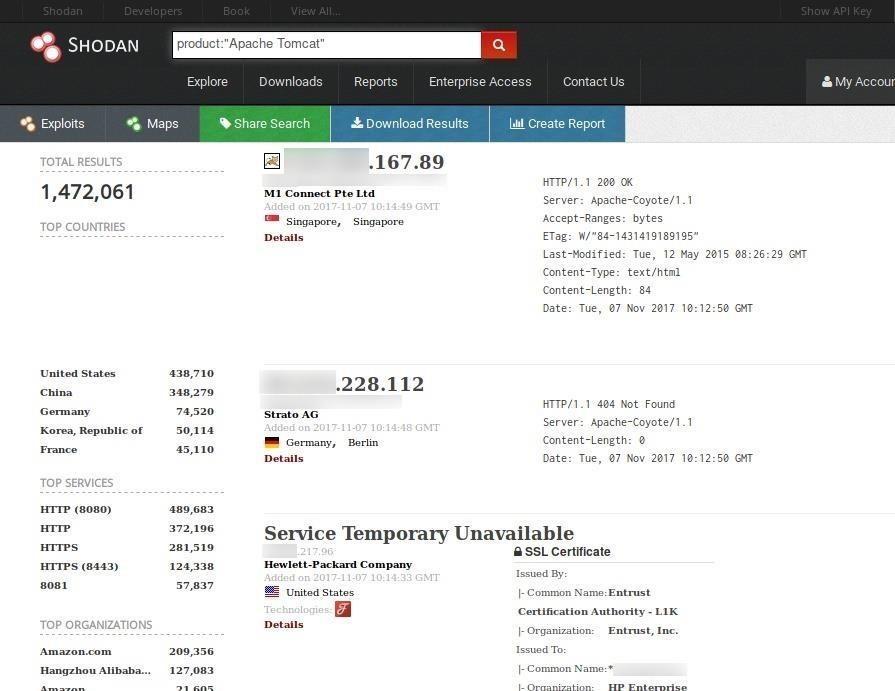 Shodan Developers Book View All... Show API Key
SHODAN
product:"Apache Tomcat"
Explore Downloads Reports Enterprise Access Contact Us My Accour
Exploits Maps Share Search Download Results Create Report
TOTAL RESULTS
1,472,061
TOP COUNTRIES
United States 438,710
China 348,279
Germany 74,520
Korea, Republic of 50,114
France 45,110
TOP SERVICES
HTTP (8080) 489,683
HTTP 372,196
HTTPS 281,519
HTTPS (8443) 124,338
8081 57,837
TOP ORGANIZATIONS
Amazon.com 209,356
Hangzhou Alibaba... 127,083
Amazon 21,605
.167.89
M1 Connect Pte Ltd
Added on 2017-11-07 10:14:49 GMT
Singapore, Singapore
Details
HTTP/1.1 200 OK
Server: Apache-Coyote/1.1
Accept-Ranges: bytes
ETag: W/"84-1431419189195"
Last-Modified: Tue, 12 May 2015 08:26:29 GMT
Content-Type: text/html
Content-Length: 84
Date: Tue, 07 Nov 2017 10:12:50 GMT
.228.112
Strato AG
Added on 2017-11-07 10:14:48 GMT
Germany, Berlin
Details
HTTP/1.1 404 Not Found
Server: Apache-Coyote/1.1
Content-Length: 0
Date: Tue, 07 Nov 2017 10:12:50 GMT
Service Temporary Unavailable
.217.96
Hewlett-Packard Company
Added on 2017-11-07 10:14:33 GMT
United States
Technologies:
Details
SSL Certificate
Issued By:
|- Common Name: Entrust
Certification Authority - L1K
|- Organization: Entrust, Inc.
Issued To:
|- Common Name: *
|- Organization: HP Enterprise